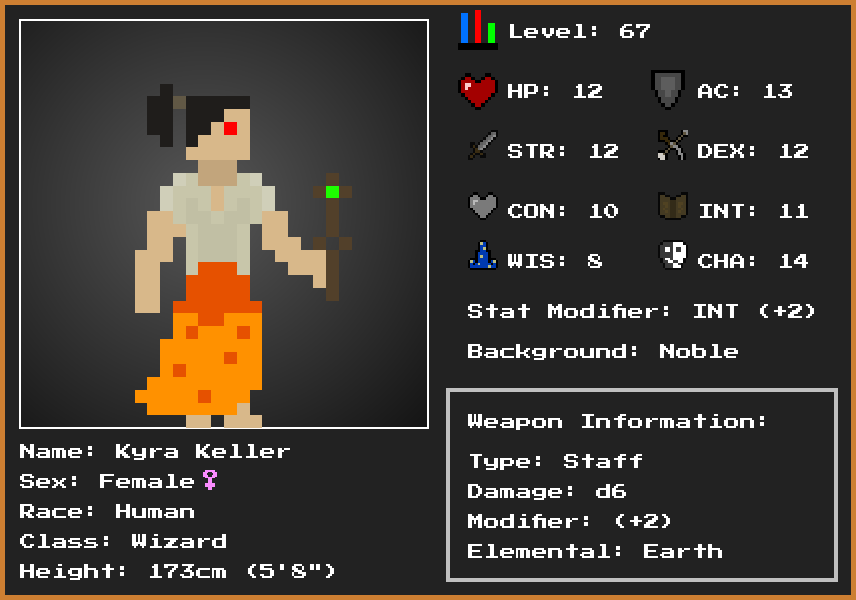 Level: 67
HP: 12 AC: 13
STR: 12 DEX: 12
CON: 10 INT: 11
WIS: 8 CHA: 14
Stat Modifier: INT (+2)
Background: Noble
Weapon Information:
Type: Staff
Damage: d6
Modifier: (+2)
Elemental: Earth
Name: Kyra Keller
Sex: Female♀
Race: Human
Class: Wizard
Height: 173cm (5'8")